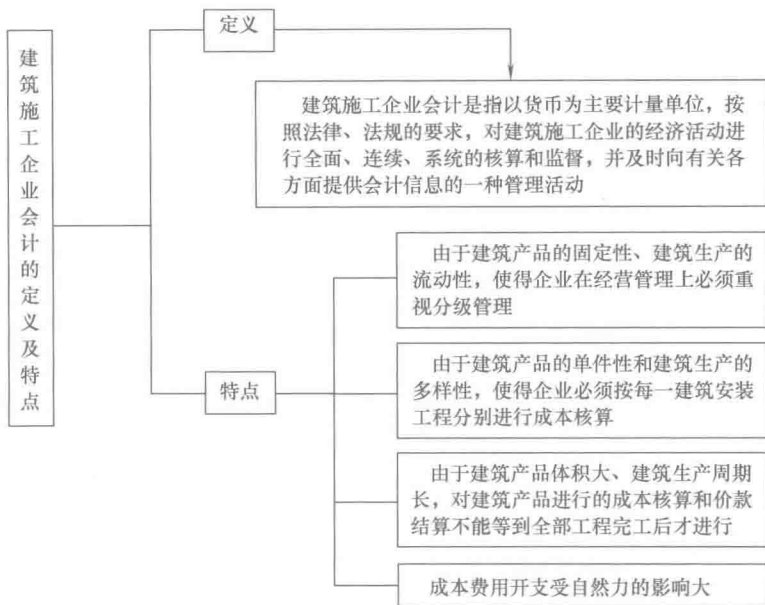 建筑施工企业会计的定义及特点
定义
建筑施工企业会计是指以货币为主要计量单位，按
照法律、法规的要求，对建筑施工企业的经济活动进
行全面、连续、系统的核算和监督，并及时向有关各
方面提供会计信息的一种管理活动
特点
由于建筑产品的固定性、建筑生产的
流动性，使得企业在经营管理上必须重
视分级管理
由于建筑产品的单件性和建筑生产的
多样性，使得企业必须按每一建筑安装
工程分别进行成本核算
由于建筑产品体积大、建筑生产周期
长，对建筑产品进行的成本核算和价款
结算不能等到全部工程完工后才进行
成本费用开支受自然力的影响大